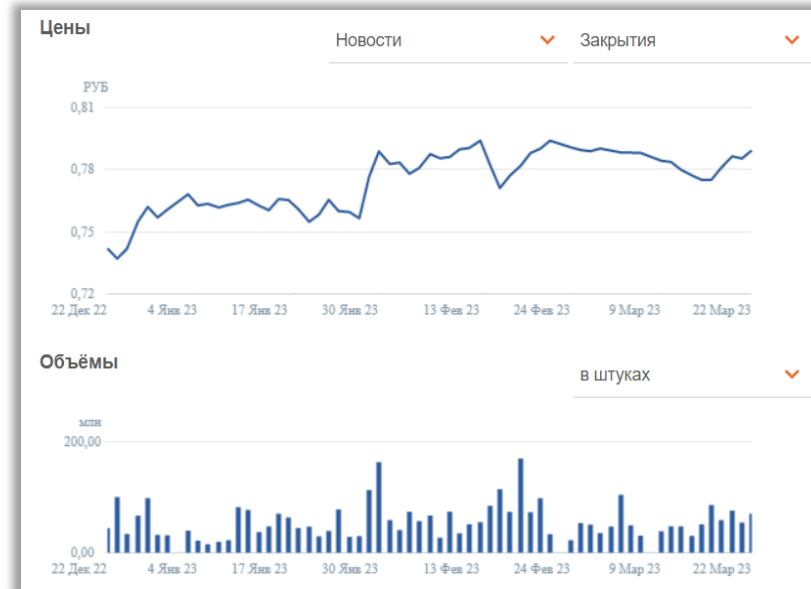 Цены
Новости
Закрытия
РУБ
0,81
0,78
0,75
0,72
22 Дек 22 4 Янв 23 17 Янв 23 30 Янв 23 13 Фев 23 24 Фев 23 9 Мар 23 22 Мар 23
Объёмы
в штуках
млн
200,00
0,00
22 Дек 22 4 Янв 23 17 Янв 23 30 Янв 23 13 Фев 23 24 Фев 23 9 Мар 23 22 Мар 23